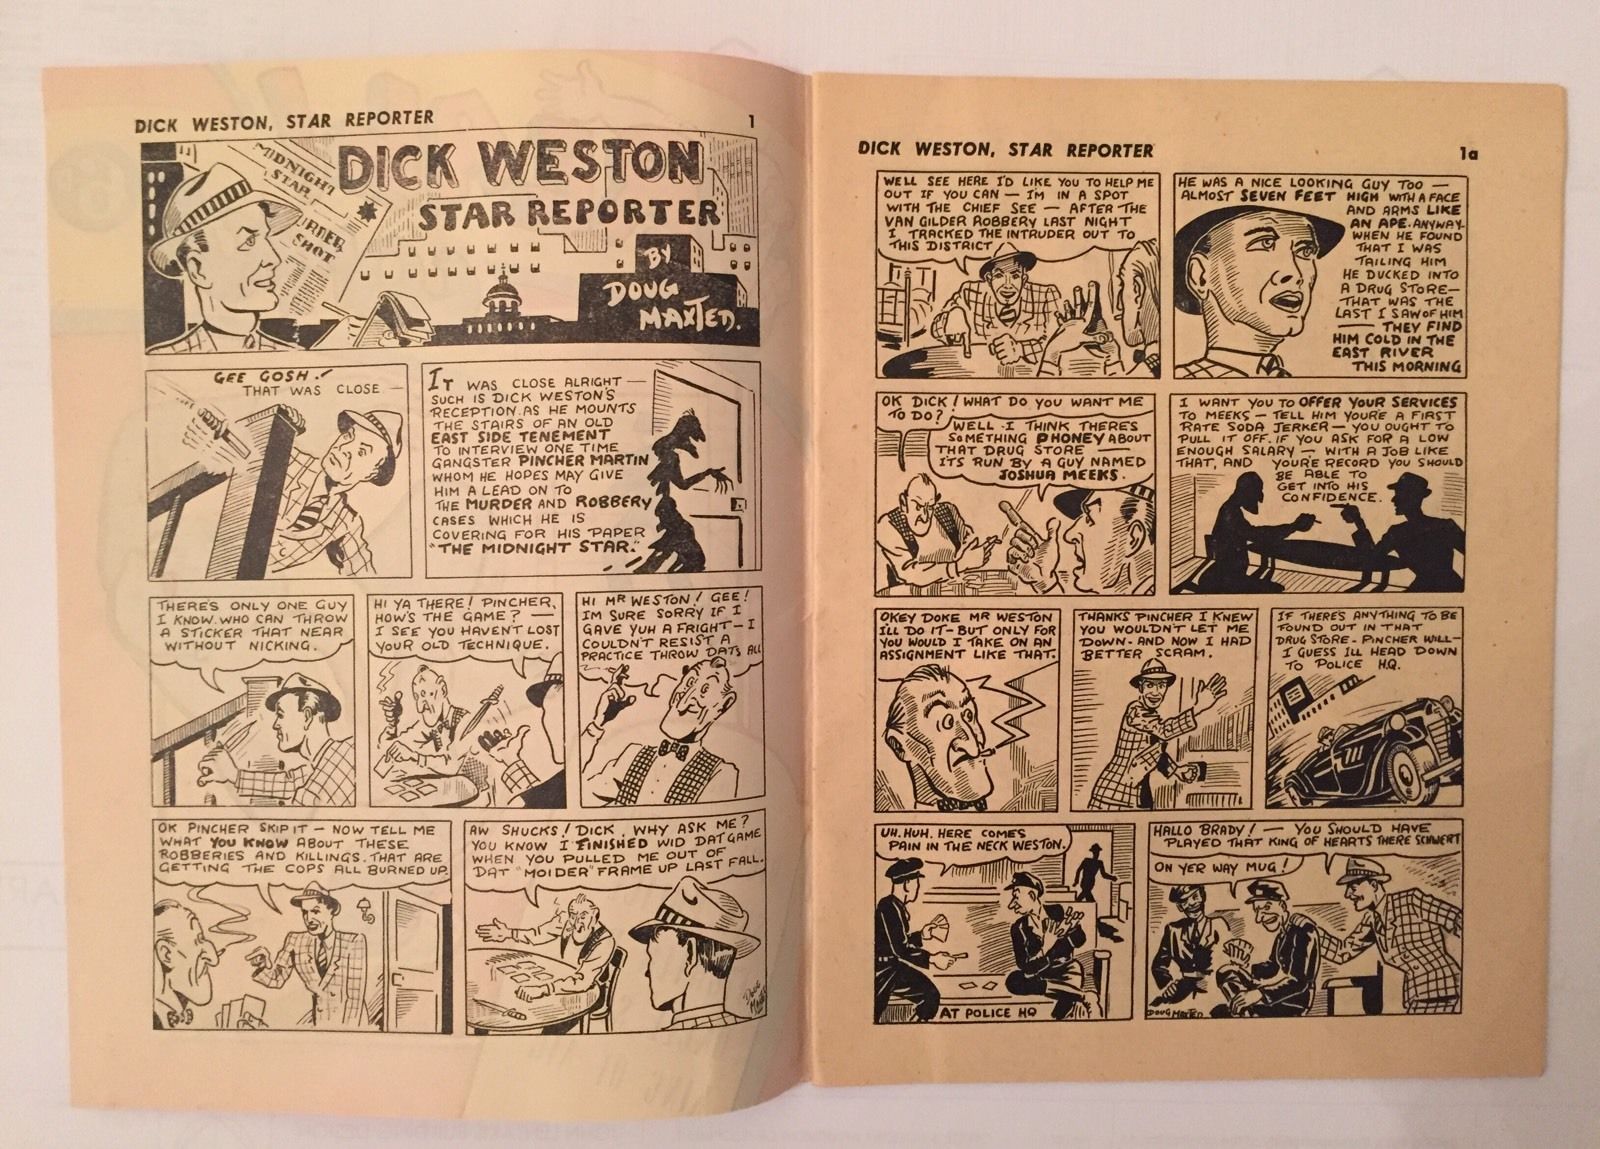 DICK WESTON, STAR REPORTER 1
MIDNIGHT
STAR
SHOT
DICK WESTON
STAR REPORTER
BY
DOUG
MAXTED.
GEE GOSH!
THAT WAS CLOSE —
IT WAS CLOSE ALRIGHT —
SUCH IS DICK WESTON'S
RECEPTION. AS HE MOUNTS
THE STAIRS OF AN OLD
EAST SIDE TENEMENT
TO INTERVIEW ONE TIME
GANGSTER PINCHER MARTIN
WHOM HE HOPES MAY GIVE
HIM A LEAD ON TO
THE MURDER AND ROBBERY
CASES WHICH HE IS
COVERING FOR HIS PAPER
"THE MIDNIGHT STAR."
THERE'S ONLY ONE GUY
I KNOW. WHO CAN THROW
A STICKER THAT NEAR
WITHOUT NICKING.
HI YA THERE! PINCHER,
HOW'S THE GAME? —
I SEE YOU HAVEN'T LOST
YOUR OLD TECHNIQUE.
HI MR WESTON! GEE!
IM SURE SORRY IF I
GAVE YUH A FRIGHT — I
COULDN'T RESIST A
PRACTICE THROW DAT'S ALL
OK PINCHER SKIP IT — NOW TELL ME
WHAT YOU KNOW ABOUT THESE
ROBBERIES AND KILLINGS. THAT ARE
GETTING THE COPS ALL BURNED UP.
AW SHUCKS! DICK. WHY ASK ME?
YOU KNOW I FINISHED WID DAT GAME
WHEN YOU PULLED ME OUT OF
DAT "MOIDER" FRAME UP LAST FALL.
DOUG
MAXTED
DICK WESTON, STAR REPORTER 1a
WELL SEE HERE I'D LIKE YOU TO HELP ME
OUT IF YOU CAN — I'M IN A SPOT
WITH THE CHIEF SEE — AFTER THE
VAN GILDER ROBBERY LAST NIGHT
I TRACKED THE INTRUDER OUT TO
THIS DISTRICT
HE WAS A NICE LOOKING GUY TOO —
ALMOST SEVEN FEET HIGH WITH A FACE
AND ARMS LIKE
AN APE. ANYWAY
WHEN HE FOUND
THAT I WAS
TAILING HIM
HE DUCKED INTO
A DRUG STORE —
THAT WAS THE
LAST I SAW OF HIM
— THEY FIND
HIM COLD IN THE
EAST RIVER
THIS MORNING
OK DICK! WHAT DO YOU WANT ME
TO DO?
WELL - I THINK THERE'S
SOMETHING PHONEY ABOUT
THAT DRUG STORE —
ITS RUN BY A GUY NAMED
JOSHUA MEEKS.
I WANT YOU TO OFFER YOUR SERVICES
TO MEEKS — TELL HIM YOU'RE A FIRST
RATE SODA JERKER — YOU OUGHT TO
PULL IT OFF. IF YOU ASK FOR A LOW
ENOUGH SALARY — WITH A JOB LIKE
THAT, AND YOU'RE RECORD YOU SHOULD
BE ABLE TO
GET INTO HIS
CONFIDENCE.
OKEY DOKE MR WESTON
I'LL DO IT — BUT ONLY FOR
YOU WOULD I TAKE ON AN
ASSIGNMENT LIKE THAT.
THANKS PINCHER I KNEW
YOU WOULDN'T LET ME
DOWN - AND NOW I HAD
BETTER SCRAM.
IF THERE'S ANYTHING TO BE
FOUND OUT IN THAT
DRUG STORE - PINCHER WILL —
I GUESS ILL HEAD DOWN
TO POLICE H.Q.
UH. HUH. HERE COMES
PAIN IN THE NECK WESTON.
AT POLICE HQ
HALLO BRADY! — YOU SHOULD HAVE
PLAYED THAT KING OF HEARTS THERE SCHWERT
ON YER WAY MUG!
DOUG MAXTED